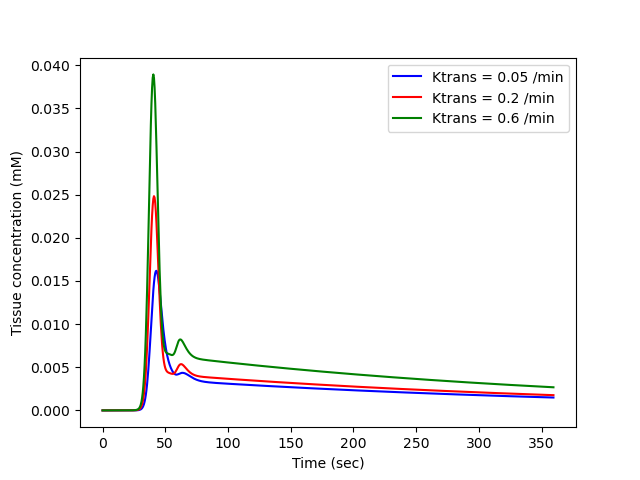 0.040
0.035
0.030
0.025
0.020
0.015
0.010
0.005
0.000
Tissue concentration (mM)
Ktrans = 0.05 /min
Ktrans = 0.2 /min
Ktrans = 0.6 /min
0 50 100 150 200 250 300 350
Time (sec)